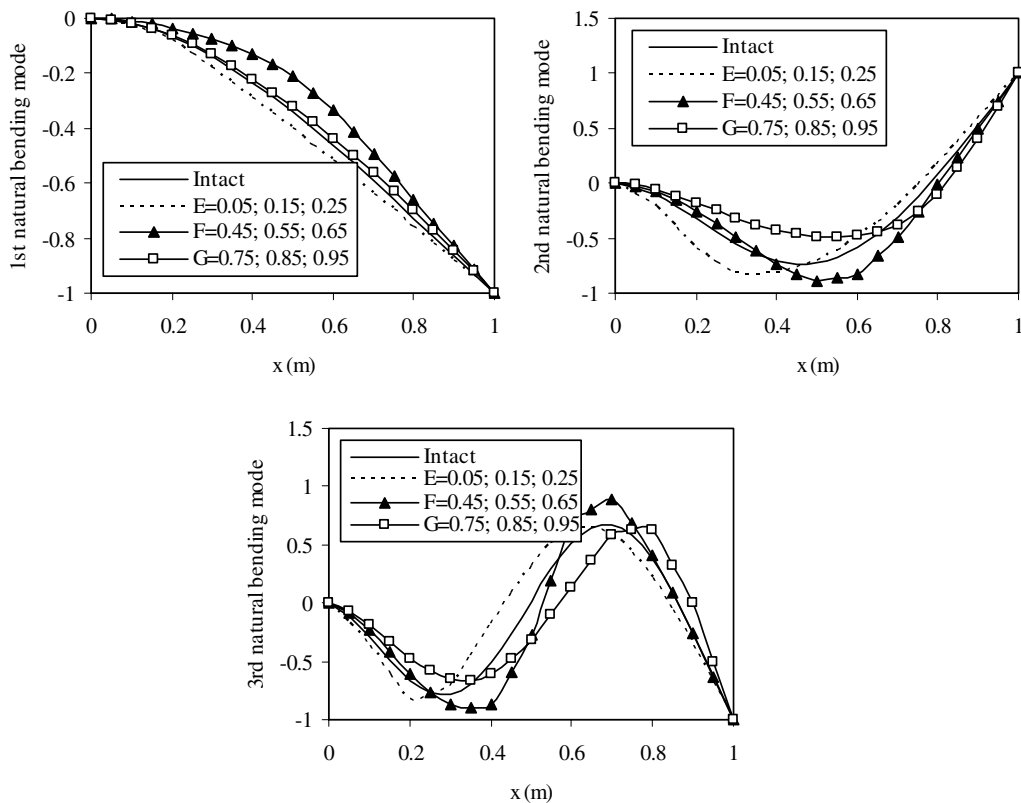 1st natural bending mode
0
-0.2
-0.4
-0.6
-0.8
-1
Intact
E=0.05; 0.15; 0.25
F=0.45; 0.55; 0.65
G=0.75; 0.85; 0.95
0 0.2 0.4 0.6 0.8 1
x (m)
2nd natural bending mode
1.5
1
0.5
0
-0.5
-1
Intact
E=0.05; 0.15; 0.25
F=0.45; 0.55; 0.65
G=0.75; 0.85; 0.95
0 0.2 0.4 0.6 0.8 1
x (m)
3rd natural bending mode
1.5
1
0.5
0
-0.5
-1
Intact
E=0.05; 0.15; 0.25
F=0.45; 0.55; 0.65
G=0.75; 0.85; 0.95
0 0.2 0.4 0.6 0.8 1
x (m)